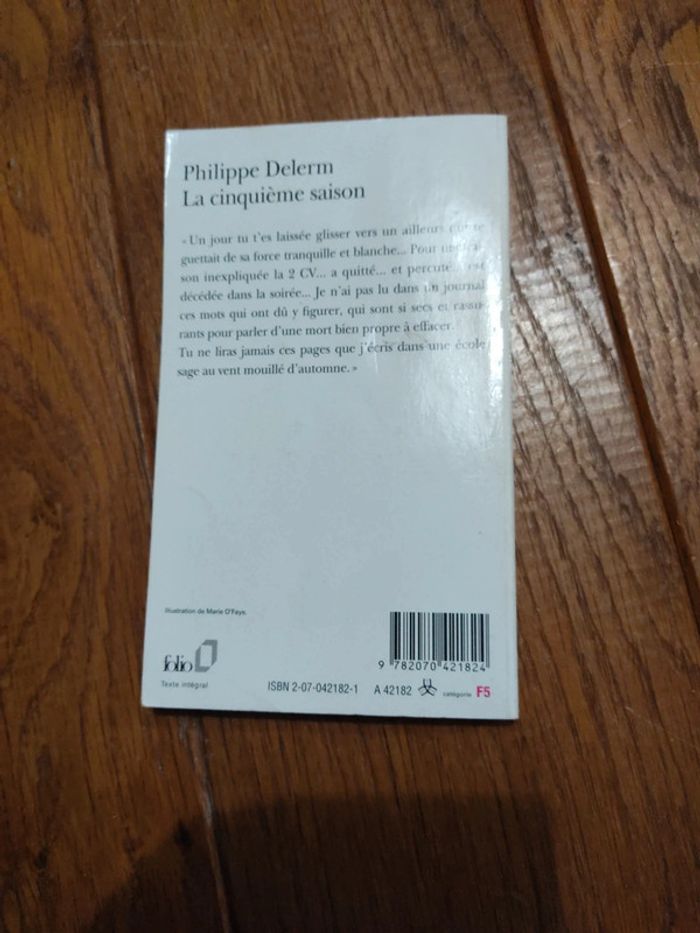 Philippe Delerm
La cinquième saison
« Un jour tu t'es laissée glisser vers un ailleurs
guettait de sa force tranquille et blanche... Pour
son inexpliquée la 2 CV... a quitté... et percuté... est
décédée dans la soirée... Je n'ai pas lu dans un journal
ces mots qui ont dû y figurer, qui sont si secs et rassu-
rants pour parler d'une mort bien propre à effacer.
Tu ne liras jamais ces pages que j'écris dans une école
sage au vent mouillé d'automne. »
Illustration de Marie O'Faye.
9 782070 421824
folio
Texte intégral
ISBN 2-07-042182-1 A 42182 catégorie F5